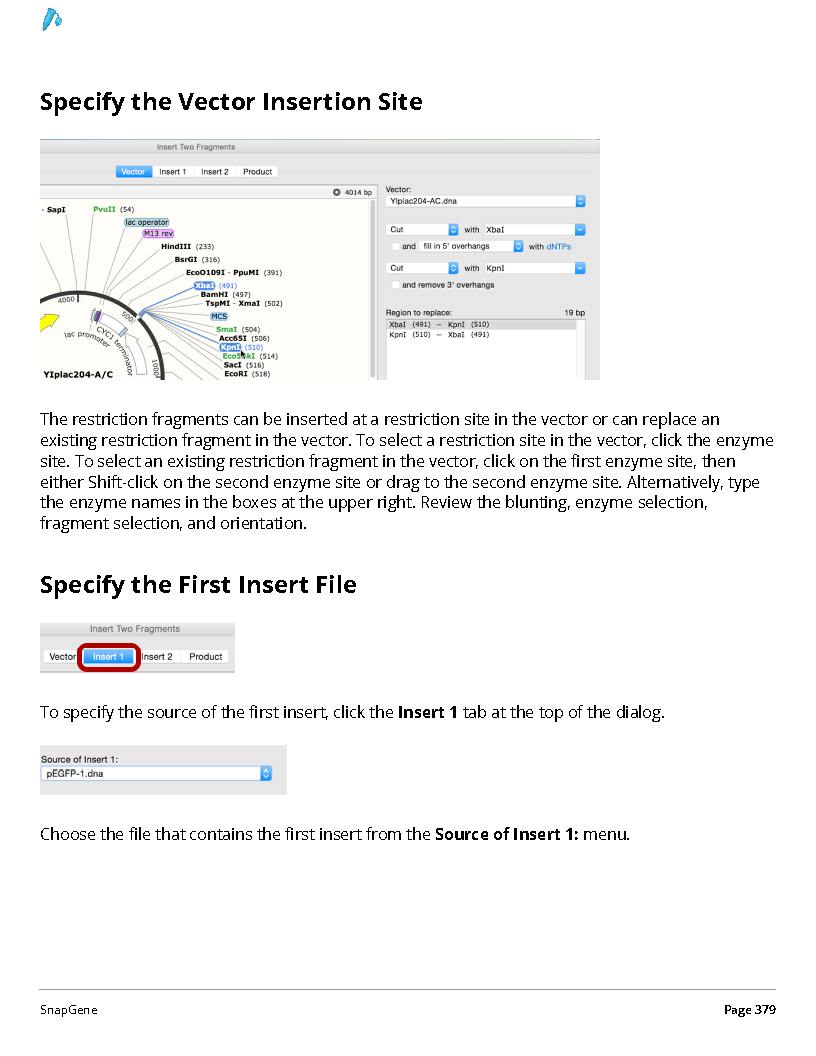 Specify the Vector Insertion Site
Insert Two Fragments
Vector Insert 1 Insert 2 Product
4014 bp
- SapI PvuII (54)
lac operator
M13 rev
HindIII (233)
BsrGI (316)
EcoO109I - PpuMI (391)
XbaI (491)
BamHI (497)
TspMI - XmaI (502)
MCS
SmaI (504)
Acc65I (506)
KpnI (510)
(514)
SacI (516)
EcoRI (518)
4000
500
1000
lac promoter
CYC1 terminator
YIplac204-A/C
Vector:
YIplac204-AC.dna
Cut with XbaI
and fill in 5' overhangs with dNTPs
Cut with KpnI
and remove 3' overhangs
Region to replace: 19 bp
XbaI (491) – KpnI (510)
KpnI (510) – XbaI (491)
The restriction fragments can be inserted at a restriction site in the vector or can replace an
existing restriction fragment in the vector. To select a restriction site in the vector, click the enzyme
site. To select an existing restriction fragment in the vector, click on the first enzyme site, then
either Shift-click on the second enzyme site or drag to the second enzyme site. Alternatively, type
the enzyme names in the boxes at the upper right. Review the blunting, enzyme selection,
fragment selection, and orientation.
Specify the First Insert File
Insert Two Fragments
Vector Insert 1 Insert 2 Product
To specify the source of the first insert, click the Insert 1 tab at the top of the dialog.
Source of Insert 1:
pEGFP-1.dna
Choose the file that contains the first insert from the Source of Insert 1: menu.
SnapGene Page 379